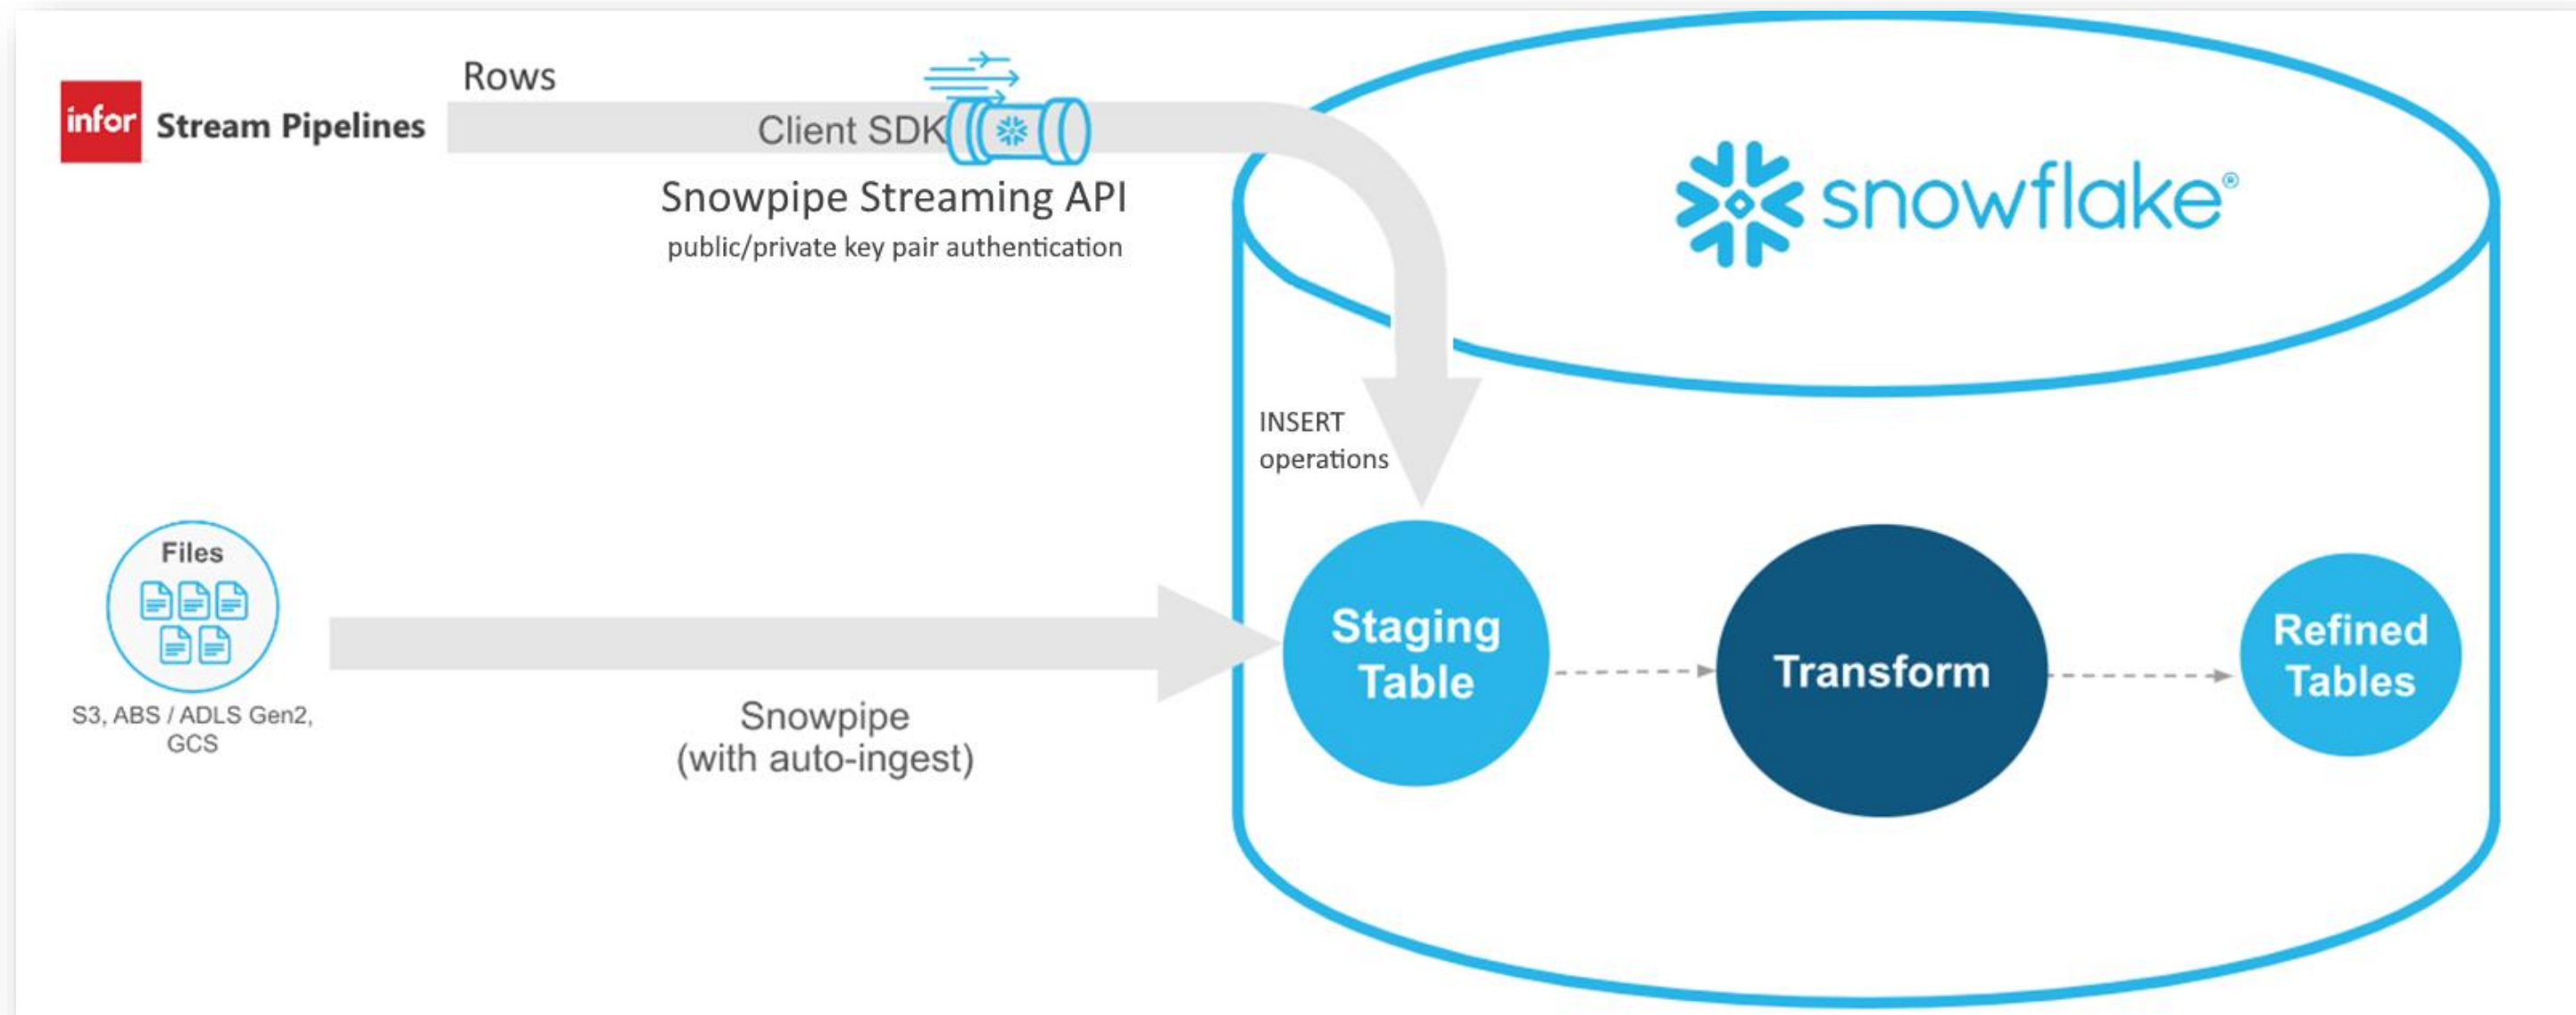 Rows
infor Stream Pipelines
Client SDK
Snowpipe Streaming API
public/private key pair authentication
snowflake®
INSERT
operations
Files
S3, ABS / ADLS Gen2,
GCS
Snowpipe
(with auto-ingest)
Staging
Table
Transform
Refined
Tables